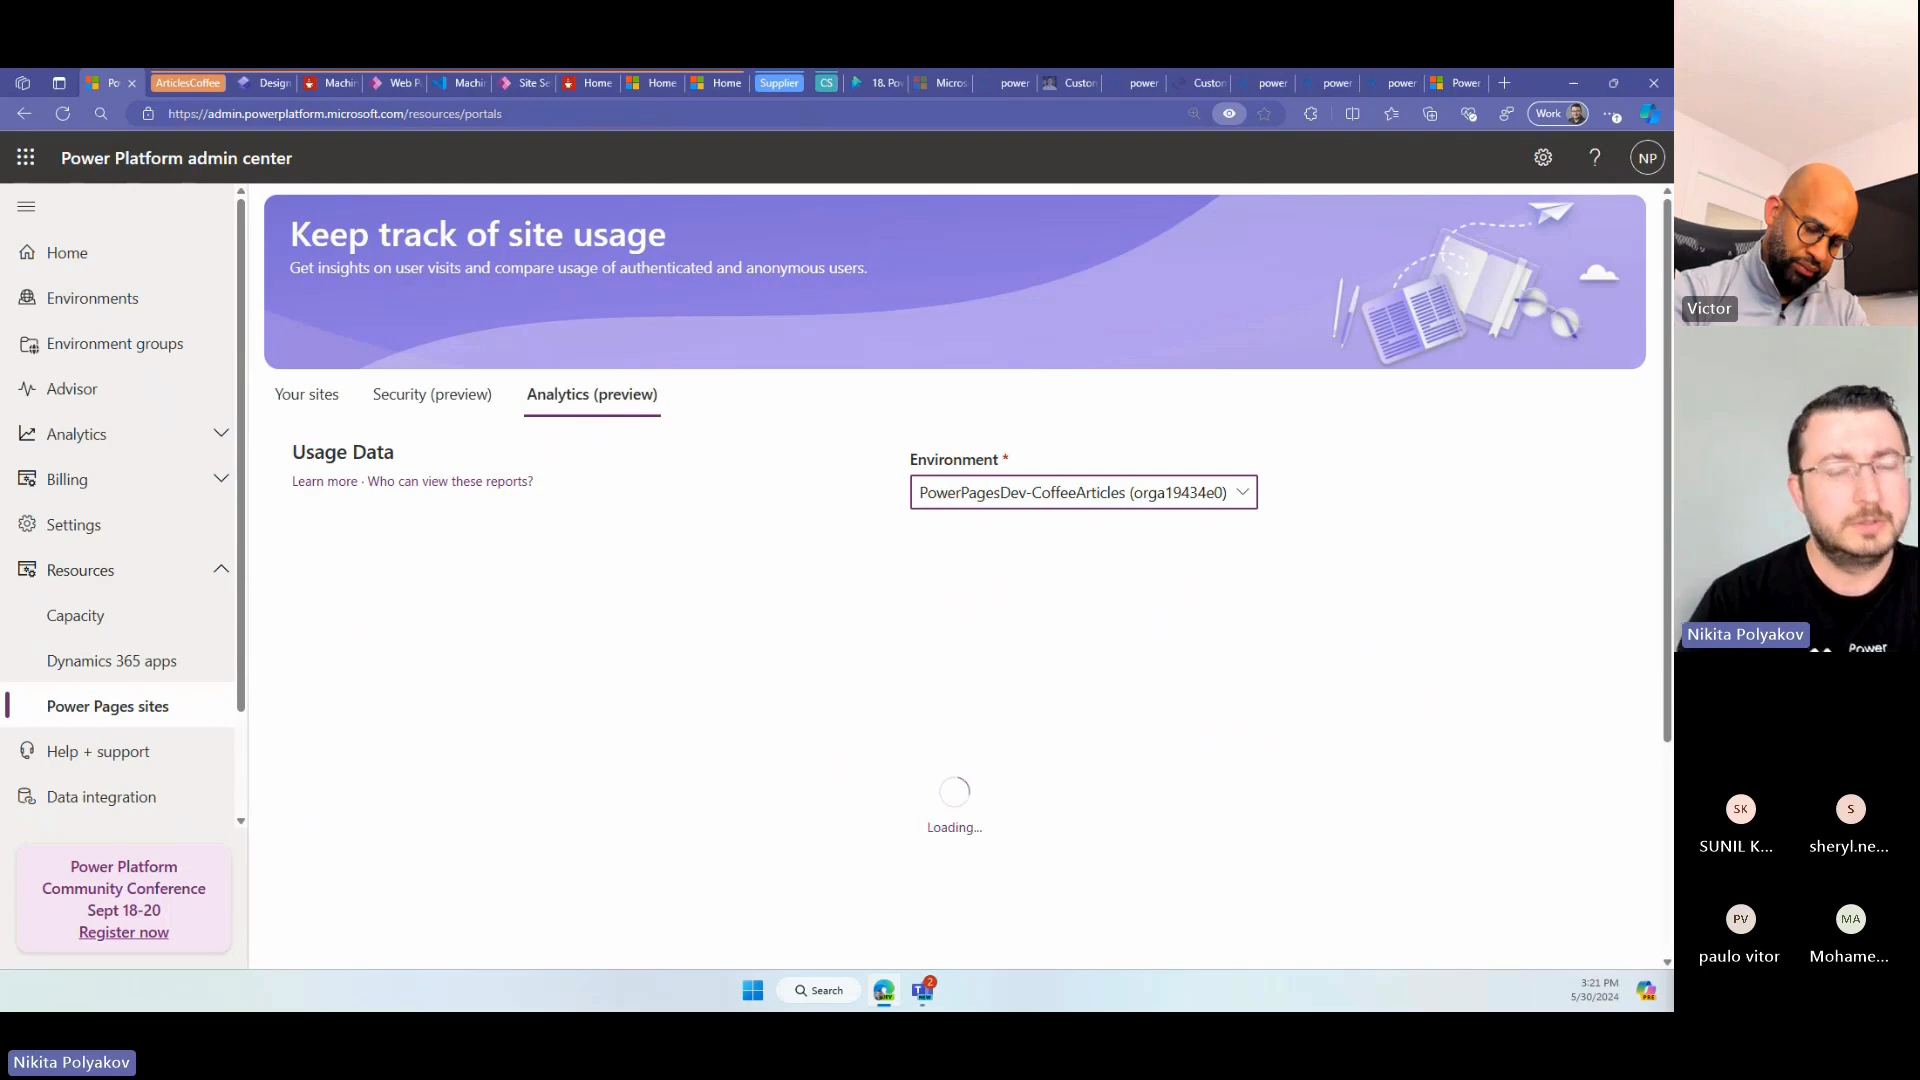 Po
ArticlesCoffee
Design
Machin
Web P
Machi
Site Se
Home
Home
Home
Supplier
CS
18. Po
Micros
power
Custon
power
Custon
power
power
power
Power
https://admin.powerplatform.microsoft.com/resources/portals
Work
Power Platform admin center
NP
Home
Environments
Environment groups
Advisor
Analytics
Billing
Settings
Resources
Capacity
Dynamics 365 apps
Power Pages sites
Help + support
Data integration
Power Platform
Community Conference
Sept 18-20
Register now
Keep track of site usage
Get insights on user visits and compare usage of authenticated and anonymous users.
Your sites
Security (preview)
Analytics (preview)
Usage Data
Learn more · Who can view these reports?
Environment *
PowerPagesDev-CoffeeArticles (orga19434e0)
Loading...
Search
2
3:21 PM
5/30/2024
Victor
Power
Nikita Polyakov
SK
SUNIL K...
S
sheryl.ne...
PV
paulo vitor
MA
Mohame...
Nikita Polyakov